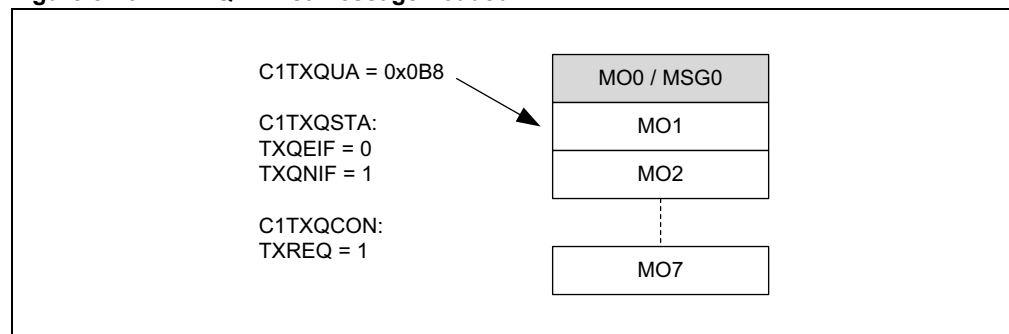 C1TXQUA = 0x0B8
C1TXQSTA:
TXQEIF = 0
TXQNIF = 1
C1TXQCON:
TXREQ = 1
MO0 / MSG0
MO1
MO2
MO7